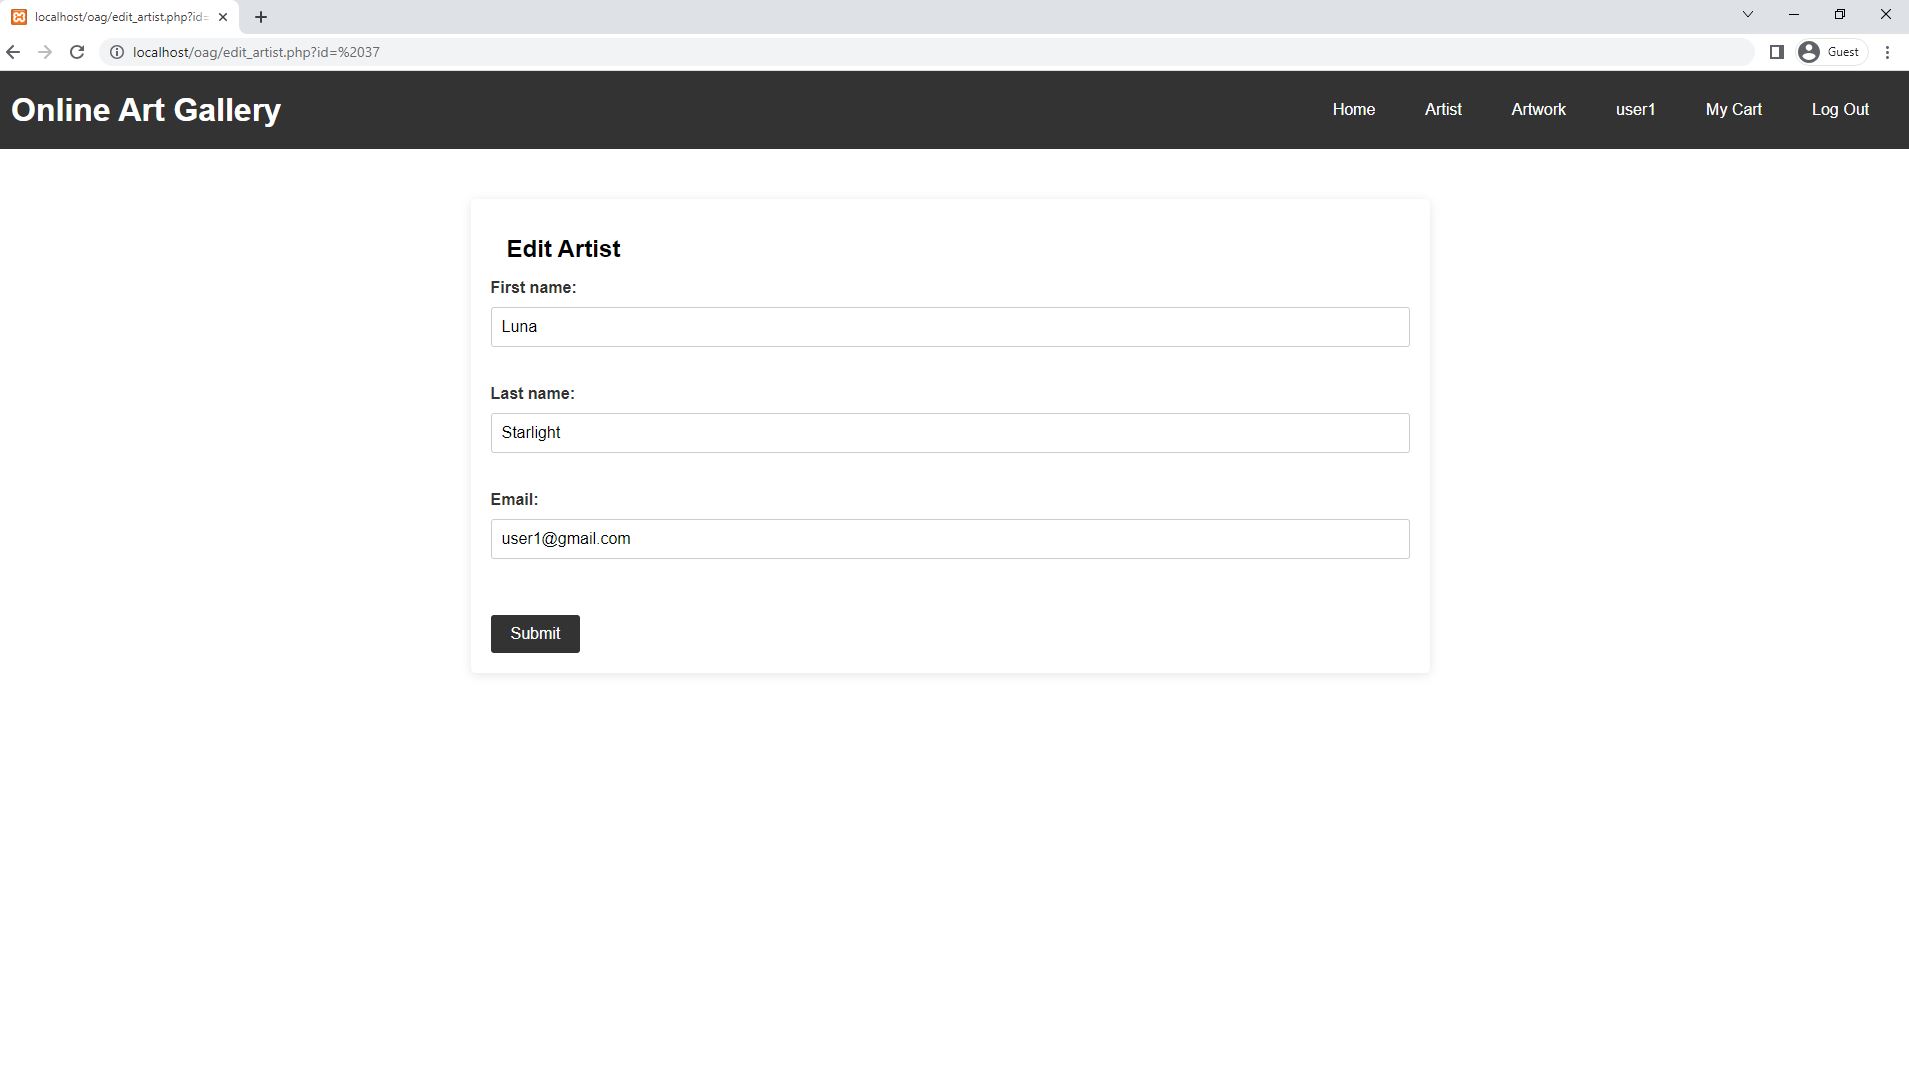 localhost/oag/edit_artist.php?id=
localhost/oag/edit_artist.php?id=%2037
Guest
Online Art Gallery
Home Artist Artwork user1 My Cart Log Out
Edit Artist
First name:
Luna
Last name:
Starlight
Email:
user1@gmail.com
Submit